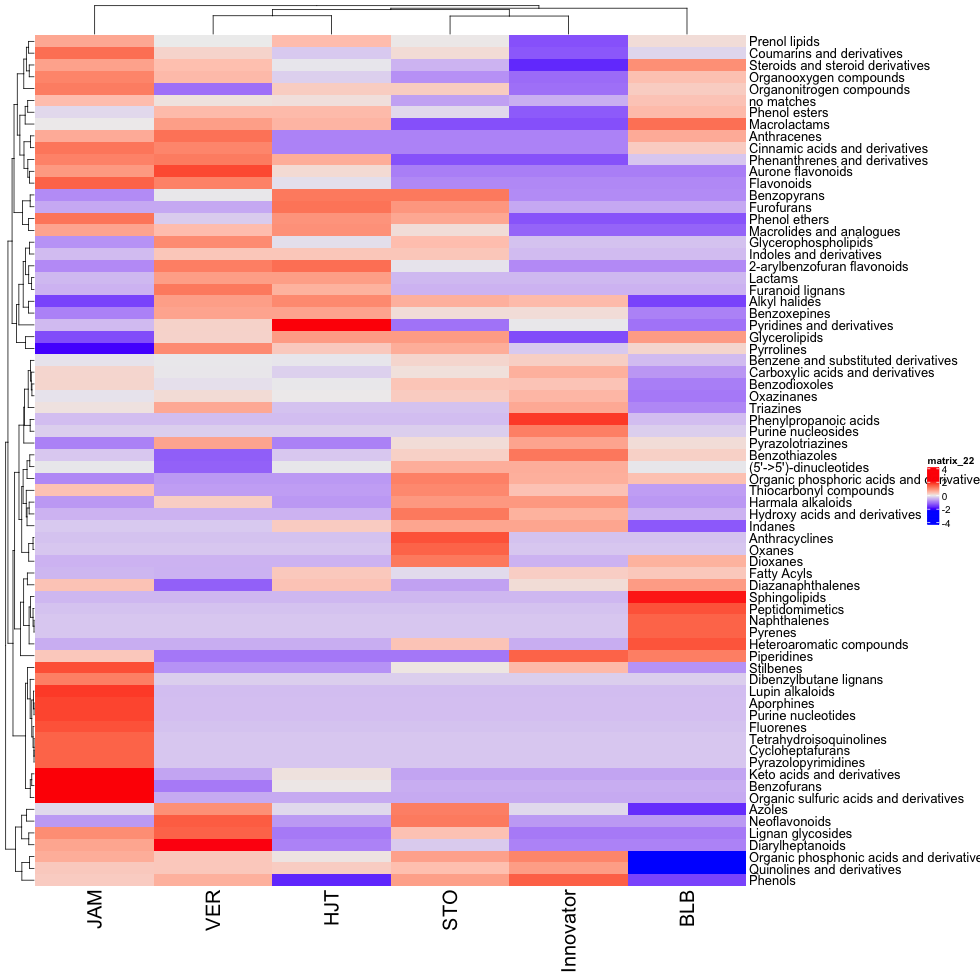 Prenol lipids
Coumarins and derivatives
Steroids and steroid derivatives
Organooxygen compounds
Organonitrogen compounds
no matches
Phenol esters
Macrolactams
Anthracenes
Cinnamic acids and derivatives
Phenanthrenes and derivatives
Aurone flavonoids
Flavonoids
Benzopyrans
Furofurans
Phenol ethers
Macrolides and analogues
Glycerophospholipids
Indoles and derivatives
2-arylbenzofuran flavonoids
Lactams
Furanoid lignans
Alkyl halides
Benzoxepines
Pyridines and derivatives
Glycerolipids
Pyrrolines
Benzene and substituted derivatives
Carboxylic acids and derivatives
Benzodioxoles
Oxazinanes
Triazines
Phenylpropanoic acids
Purine nucleosides
Pyrazolotriazines
Benzothiazoles
(5'->5')-dinucleotides
Organic phosphoric acids and derivative
Thiocarbonyl compounds
Harmala alkaloids
Hydroxy acids and derivatives
Indanes
Anthracyclines
Oxanes
Dioxanes
Fatty Acyls
Diazanaphthalenes
Sphingolipids
Peptidomimetics
Naphthalenes
Pyrenes
Heteroaromatic compounds
Piperidines
Stilbenes
Dibenzylbutane lignans
Lupin alkaloids
Aporphines
Purine nucleotides
Fluorenes
Tetrahydroisoquinolines
Cycloheptafurans
Pyrazolopyrimidines
Keto acids and derivatives
Benzofurans
Organic sulfuric acids and derivatives
Azoles
Neoflavonoids
Lignan glycosides
Diarylheptanoids
Organic phosphonic acids and derivative
Quinolines and derivatives
Phenols
matrix_22
4
2
0
-2
-4
JAM
VER
HJT
STO
Innovator
BLB